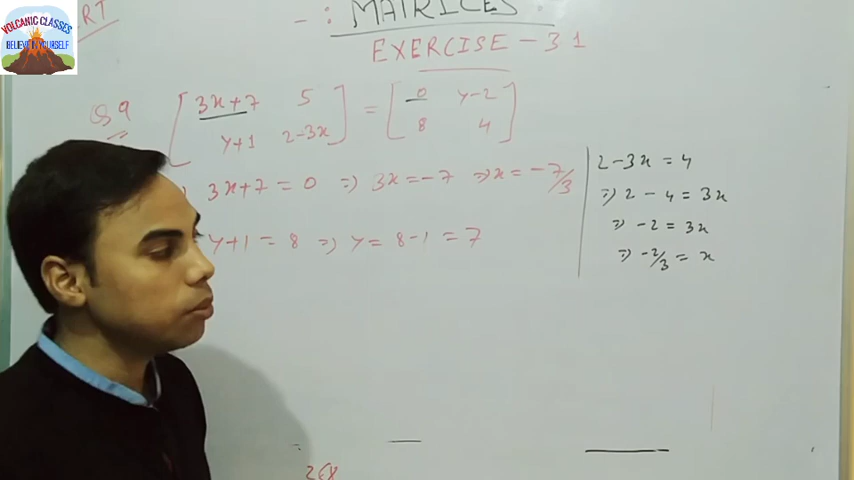 VOLCANIC CLASSES
BELIEVE IN YOURSELF
RT
-: MATRICES :
EXERCISE - 3 1
Q9 [3x+7 5 y+1 2-3x] = [0 y-2 8 4]
3x+7 = 0 ⇒ 3x = -7 ⇒ x = -7/3
y+1 = 8 ⇒ y = 8-1 = 7
2-3x = 4
⇒ 2-4 = 3x
⇒ -2 = 3x
⇒ -2/3 = x